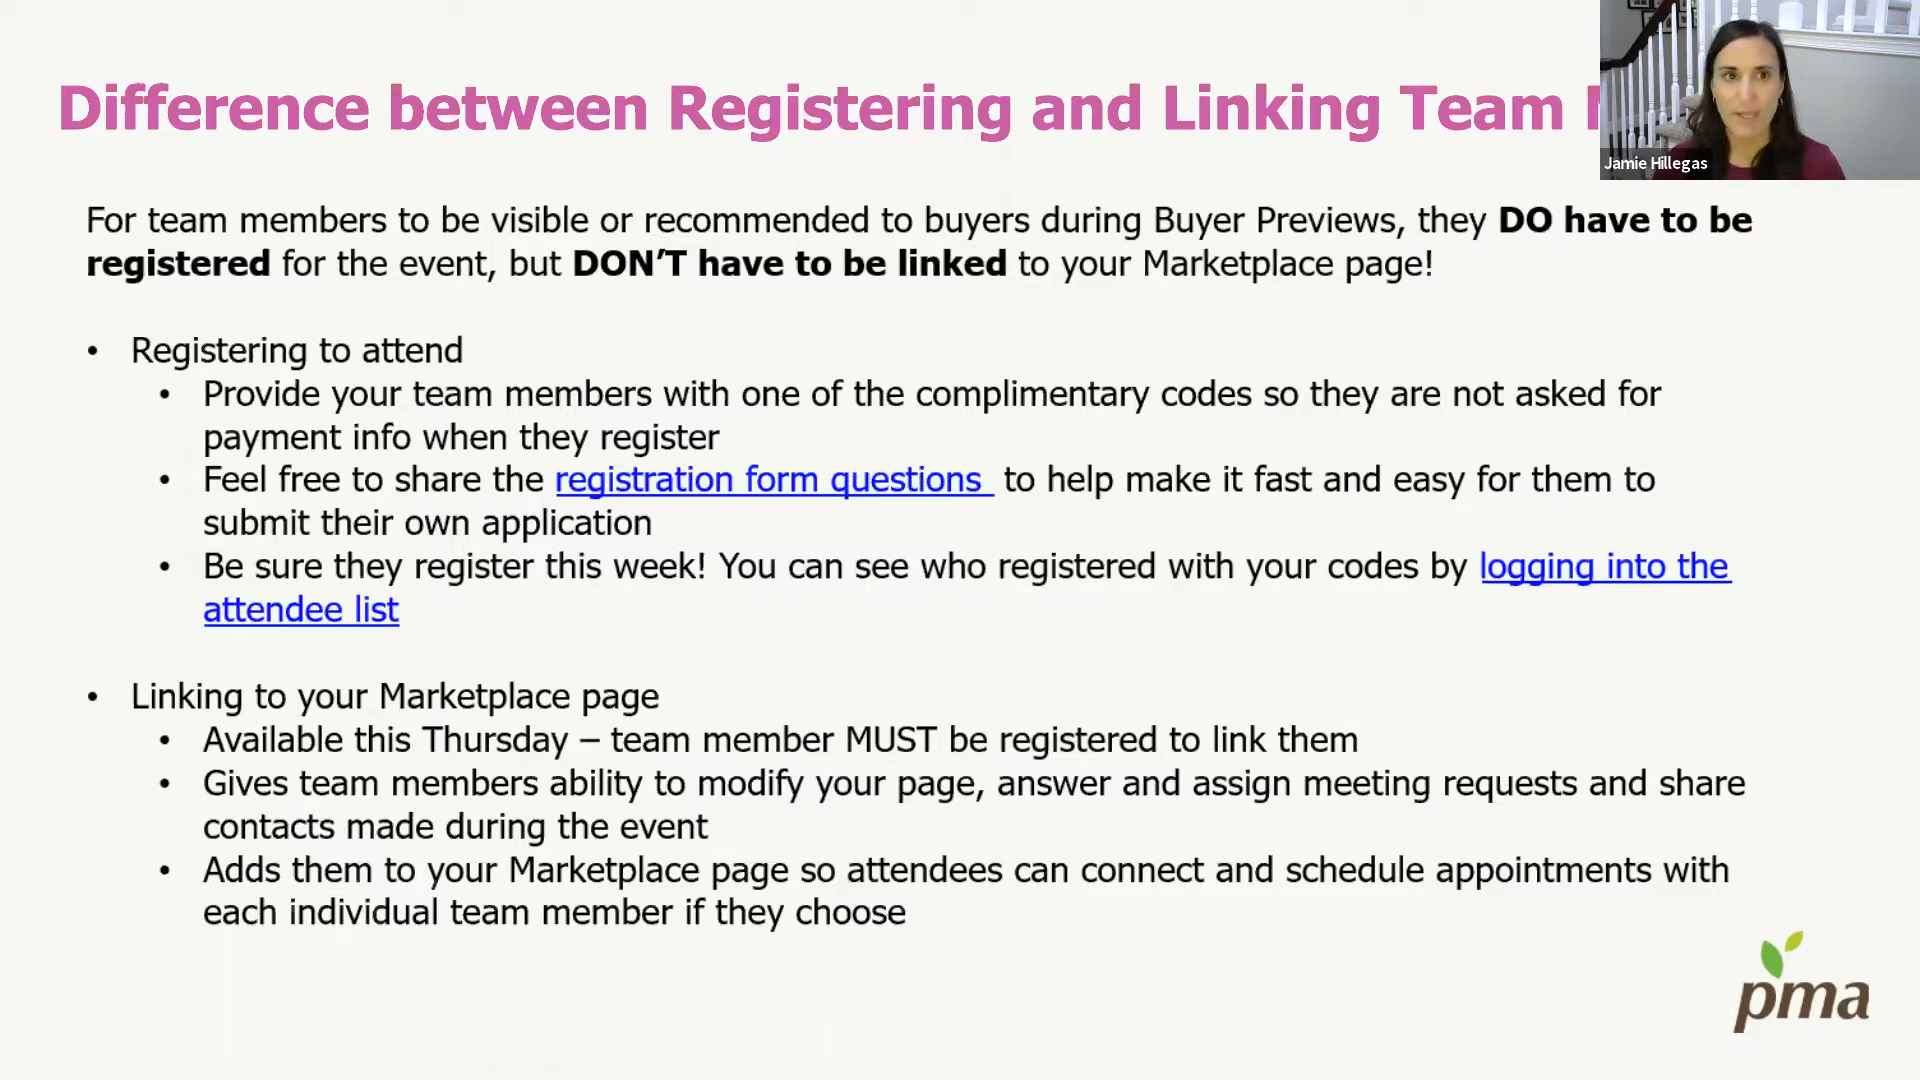 Difference between Registering and Linking Team
Jamie Hillegas
For team members to be visible or recommended to buyers during Buyer Previews, they DO have to be
registered for the event, but DON’T have to be linked to your Marketplace page!
• Registering to attend
• Provide your team members with one of the complimentary codes so they are not asked for
payment info when they register
• Feel free to share the registration form questions to help make it fast and easy for them to
submit their own application
• Be sure they register this week! You can see who registered with your codes by logging into the
attendee list
• Linking to your Marketplace page
• Available this Thursday – team member MUST be registered to link them
• Gives team members ability to modify your page, answer and assign meeting requests and share
contacts made during the event
• Adds them to your Marketplace page so attendees can connect and schedule appointments with
each individual team member if they choose
pma